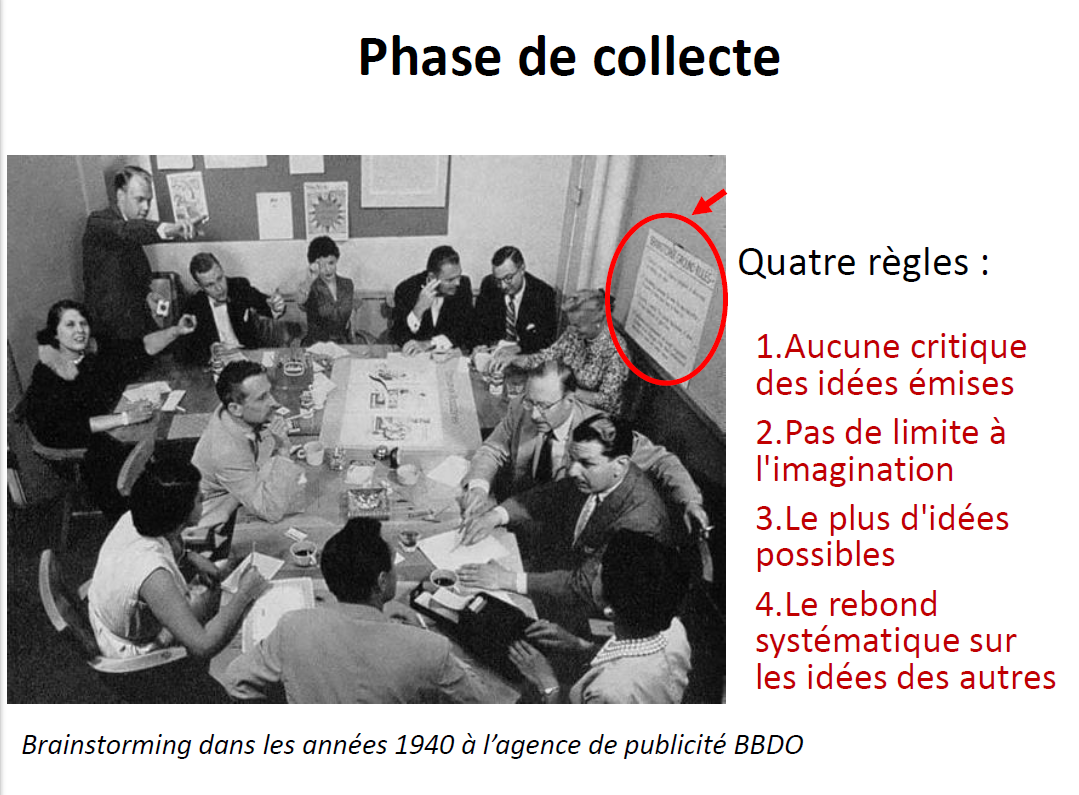 Phase de collecte
Quatre règles :
1.Aucune critique
des idées émises
2.Pas de limite à
l'imagination
3.Le plus d'idées
possibles
4.Le rebond
systématique sur
les idées des autres
Brainstorming dans les années 1940 à l’agence de publicité BBDO